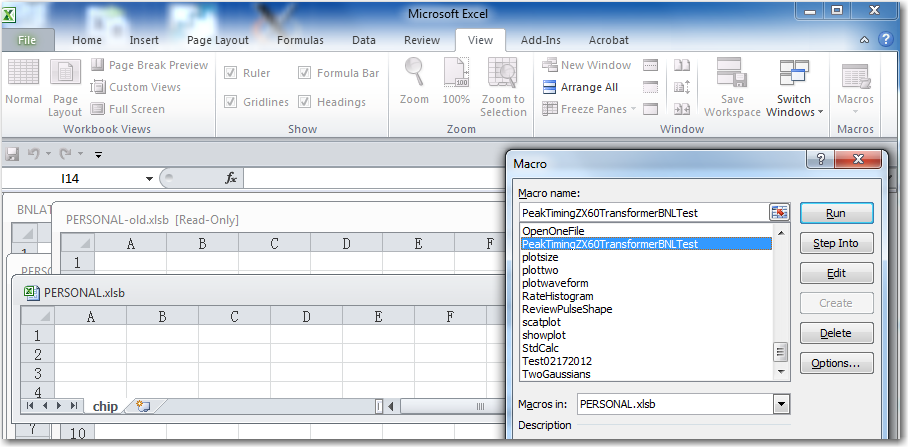 Microsoft Excel
File Home Insert Page Layout Formulas Data Review View Add-Ins Acrobat
Normal
Page Layout
Page Break Preview
Custom Views
Full Screen
Workbook Views
Ruler
Formula Bar
Gridlines
Headings
Show
Zoom
100%
Zoom to Selection
Zoom
New Window
Arrange All
Freeze Panes
Save Workspace
Switch Windows
Window
Macros
Macros
I14
fx
BNLAT
PERSONAL-old.xlsb [Read-Only]
A B C D E F
1
1
PERS
PERSONAL.xlsb
A B C D E F
1
2
3
4
chip
7
10
Macro
Macro name:
PeakTimingZX60TransformerBNLTest
OpenOneFile
PeakTimingZX60TransformerBNLTest
plotsize
plottwo
plotwaveform
RateHistogram
ReviewPulseShape
scatplot
showplot
StdCalc
Test02172012
TwoGaussians
Run
Step Into
Edit
Create
Delete
Options...
Macros in: PERSONAL.xlsb
Description